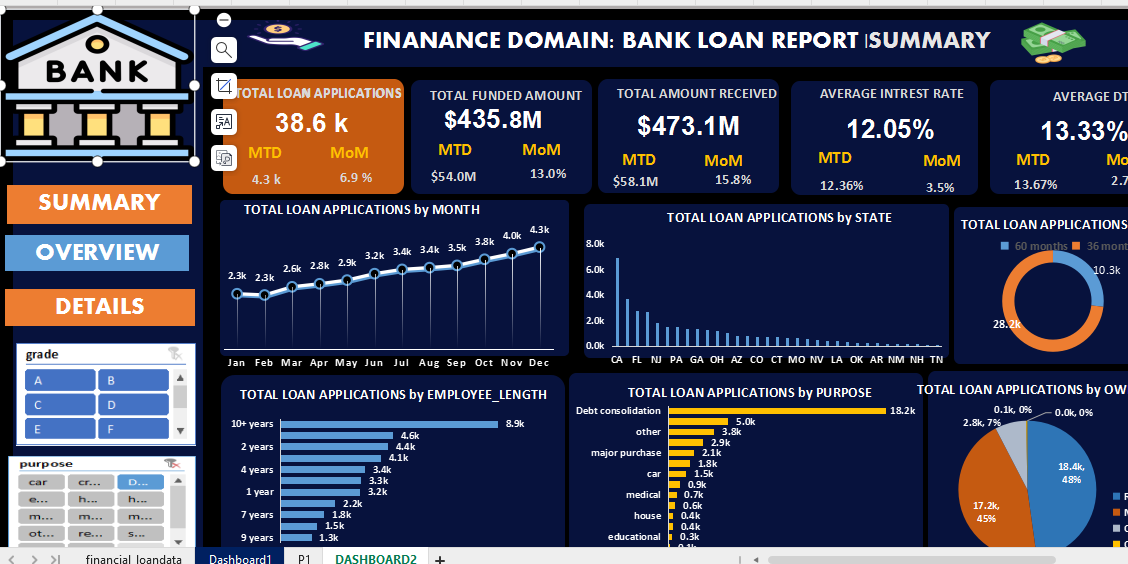 BANK
FINANANCE DOMAIN: BANK LOAN REPORT |SUMMARY
TOTAL LOAN APPLICATIONS
38.6 k
MTD MoM
4.3 k 6.9 %
TOTAL FUNDED AMOUNT
$435.8M
MTD MoM
$54.0M 13.0%
TOTAL AMOUNT RECEIVED
$473.1M
MTD MoM
$58.1M 15.8%
AVERAGE INTREST RATE
12.05%
MTD MoM
12.36% 3.5%
AVERAGE DT
13.33%
MTD Mo
13.67% 2.7
SUMMARY
OVERVIEW
DETAILS
grade
A B
C D
E F
purpose
car cr... D...
e... h... h...
m... m... m...
ot... re... s...
TOTAL LOAN APPLICATIONS by MONTH
2.3k 2.3k 2.6k 2.8k 2.9k 3.2k 3.4k 3.4k 3.5k 3.8k 4.0k 4.3k
Jan Feb Mar Apr May Jun Jul Aug Sep Oct Nov Dec
TOTAL LOAN APPLICATIONS by STATE
8.0k
6.0k
4.0k
2.0k
0.0k
CA FL NJ PA GA OH AZ CO CT MO NV LA OK AR NM NH TN
TOTAL LOAN APPLICATIONS
60 months 36 mont
10.3k
28.2k
TOTAL LOAN APPLICATIONS by EMPLOYEE_LENGTH
10+ years 8.9k
4.6k
2 years 4.4k
4.1k
4 years 3.4k
3.3k
1 year 3.2k
2.2k
7 years 1.8k
1.5k
9 years 1.3k
TOTAL LOAN APPLICATIONS by PURPOSE
Debt consolidation 18.2k
5.0k
other 3.8k
2.9k
major purchase 2.1k
1.8k
car 1.5k
0.9k
medical 0.7k
0.6k
house 0.4k
0.4k
educational 0.3k
0.1k
TOTAL LOAN APPLICATIONS by OW
0.1k, 0% 0.0k, 0%
2.8k, 7%
18.4k,
48%
17.2k,
45%
financial_loandata Dashboard1 P1 DASHBOARD2